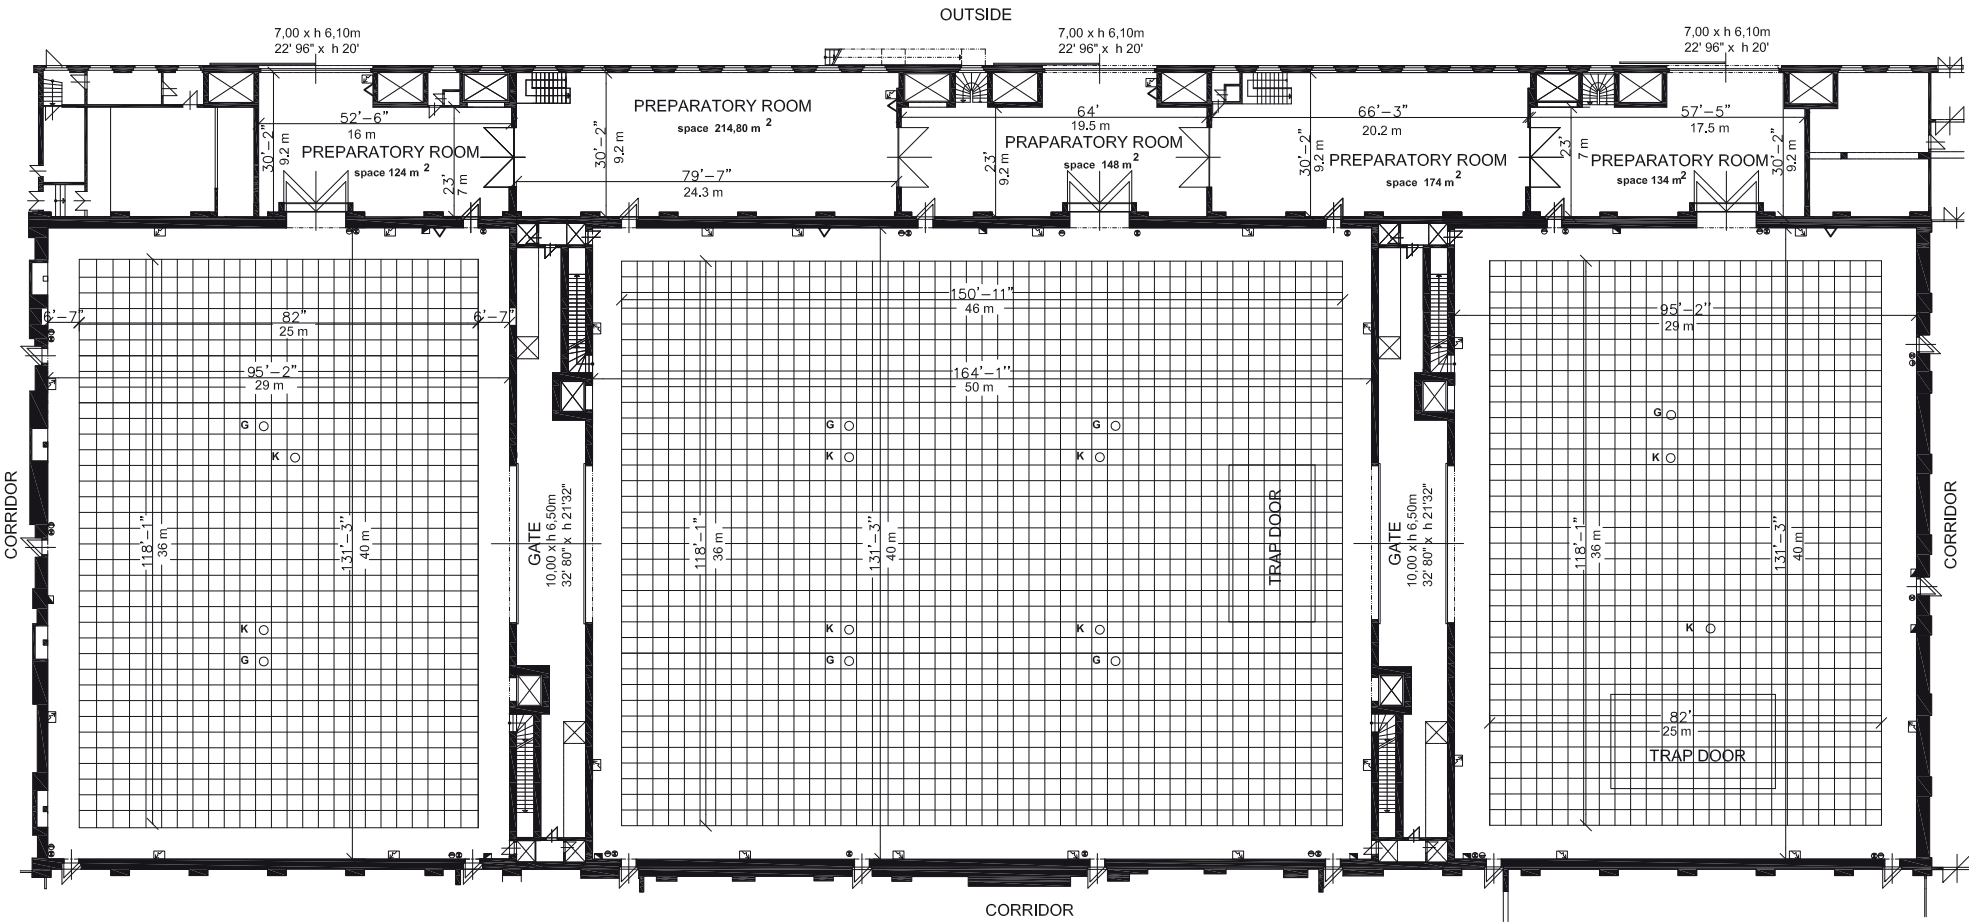 OUTSIDE
7,00 x h 6,10m
22' 96" x h 20'
7,00 x h 6,10m
22' 96" x h 20'
7,00 x h 6,10m
22' 96" x h 20'
52'-6"
16 m
30'-2"
9.2 m
PREPARATORY ROOM
space 124 m 2
23'
7 m
PREPARATORY ROOM
space 214,80 m 2
30'-2"
9.2 m
79'-7"
24.3 m
64'
19.5 m
PRAPARATORY ROOM
space 148 m 2
23'
9.2 m
66'-3"
20.2 m
30'-2"
9.2 m
PREPARATORY ROOM
space 174 m 2
57'-5"
17.5 m
23'
7 m
PREPARATORY ROOM
space 134 m 2
30'-2"
9.2 m
6'-7"
82"
25 m
6'-7"
95'-2"
29 m
G
K
118'-1"
36 m
131'-3"
40 m
K
G
CORRIDOR
GATE
10,00 x h 6,50m
32' 80" x h 21'32"
150'-11"
46 m
164'-1"
50 m
G
G
K
K
118'-1"
36 m
131'-3"
40 m
TRAP DOOR
K
K
G
G
GATE
10,00 x h 6,50m
32' 80" x h 21'32"
95'-2"
29 m
G
K
118'-1"
36 m
131'-3"
40 m
K
82'
25 m
TRAP DOOR
CORRIDOR
CORRIDOR